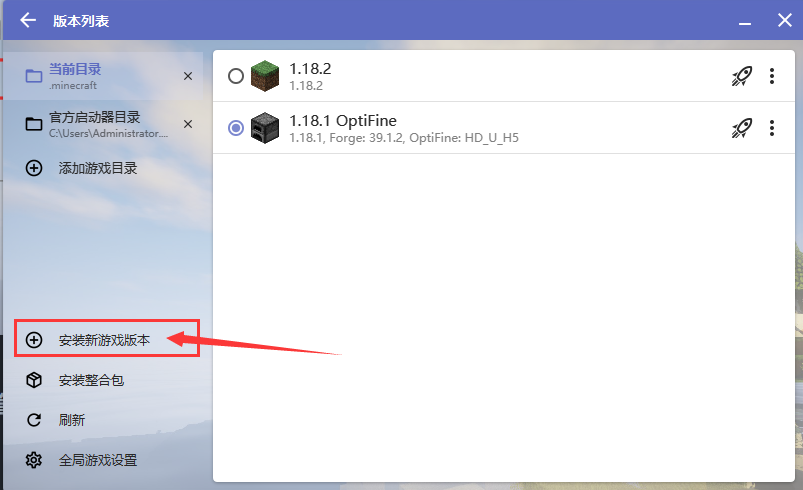 版本列表
当前目录
.minecraft
官方启动器目录
C:\Users\Administrator....
添加游戏目录
安装新游戏版本
安装整合包
刷新
全局游戏设置
1.18.2
1.18.2
1.18.1 OptiFine
1.18.1, Forge: 39.1.2, OptiFine: HD_U_H5